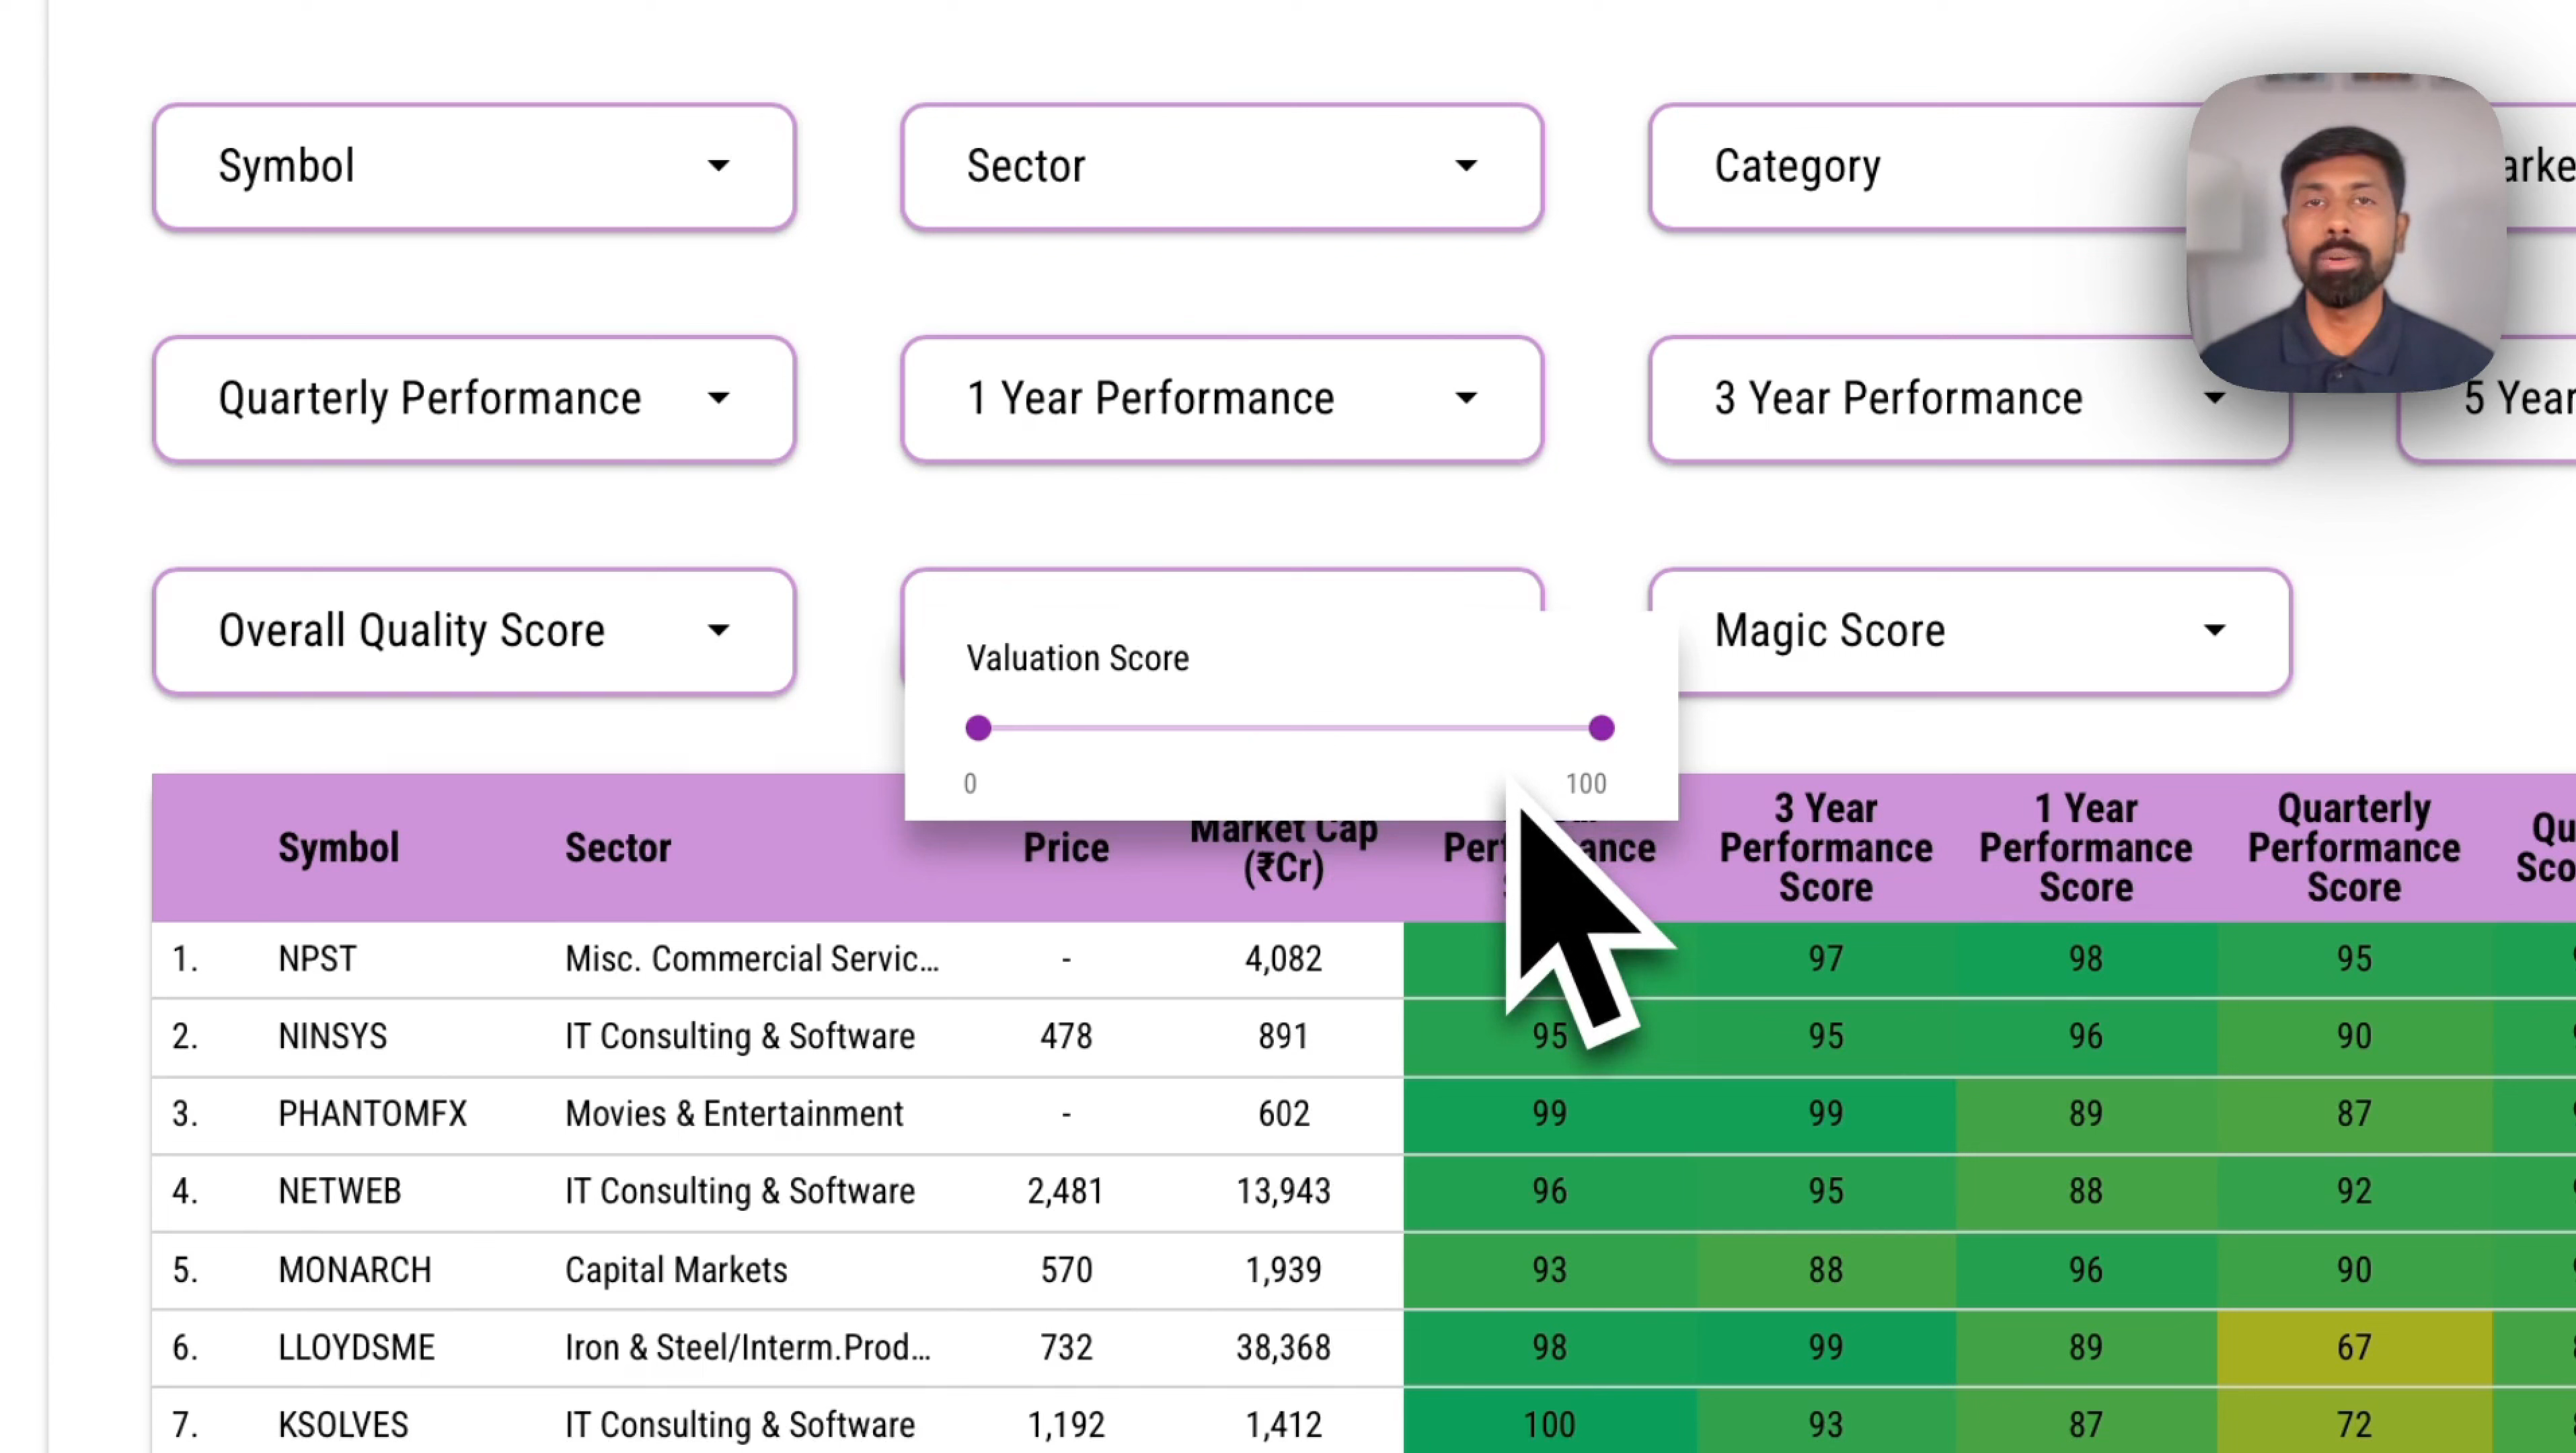 Symbol
Sector
Category
arke
Quarterly Performance
1 Year Performance
3 Year Performance
5 Year
Overall Quality Score
Valuation Score
0
100
Magic Score
Symbol Sector Price Market Cap (₹Cr) 3 Year Performance Score 1 Year Performance Score Quarterly Performance Score
1. NPST Misc. Commercial Servic... - 4,082 97 98 95
2. NINSYS IT Consulting & Software 478 891 95 95 96 90
3. PHANTOMFX Movies & Entertainment - 602 99 99 89 87
4. NETWEB IT Consulting & Software 2,481 13,943 96 95 88 92
5. MONARCH Capital Markets 570 1,939 93 88 96 90
6. LLOYDSME Iron & Steel/Interm.Prod... 732 38,368 98 99 89 67
7. KSOLVES IT Consulting & Software 1,192 1,412 100 93 87 72